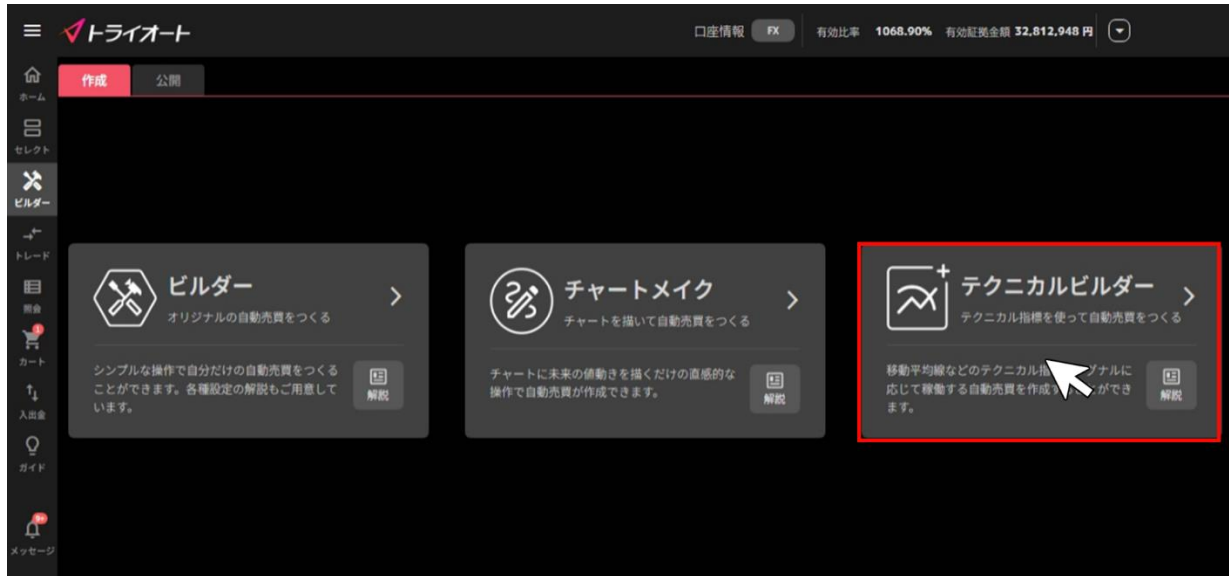 トライオート
口座情報 FX 有効比率 1068.90% 有効証拠金額 32,812,948 円
作成 公開
ホーム
セレクト
ビルダー
トレード
照会
1
カート
入出金
ガイド
9+
メッセージ
ビルダー
オリジナルの自動売買をつくる
シンプルな操作で自分だけの自動売買をつくる
ことができます。各種設定の解説もご用意して
います。
解説
チャートメイク
チャートを描いて自動売買をつくる
チャートに未来の値動きを描くだけの直感的な
操作で自動売買が作成できます。
解説
テクニカルビルダー
テクニカル指標を使って自動売買をつくる
移動平均線などのテクニカル指 グナルに
応じて稼働する自動売買を作成す とができ
ます。
解説